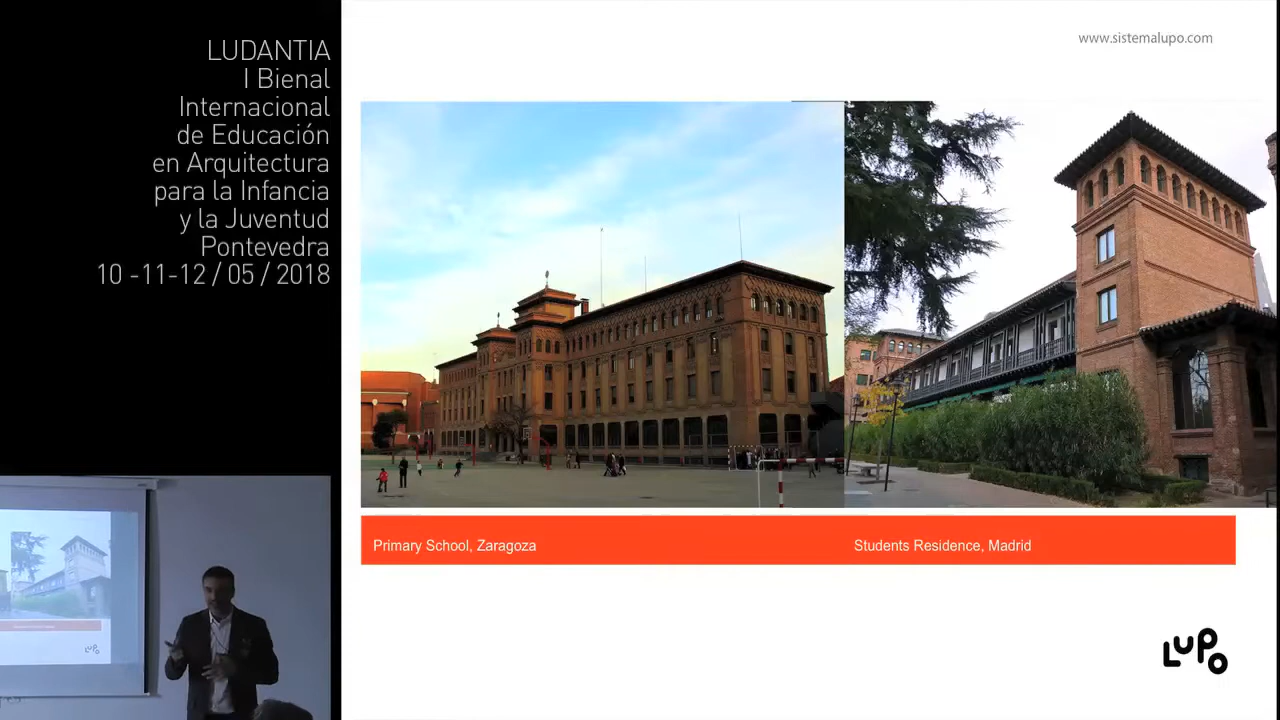 LUDANTIA
I Bienal
Internacional
de Educación
en Arquitectura
para la Infancia
y la Juventud
Pontevedra
10 -11-12 / 05 / 2018
www.sistemalupo.com
Primary School, Zaragoza
Students Residence, Madrid
LUPO
LUPO